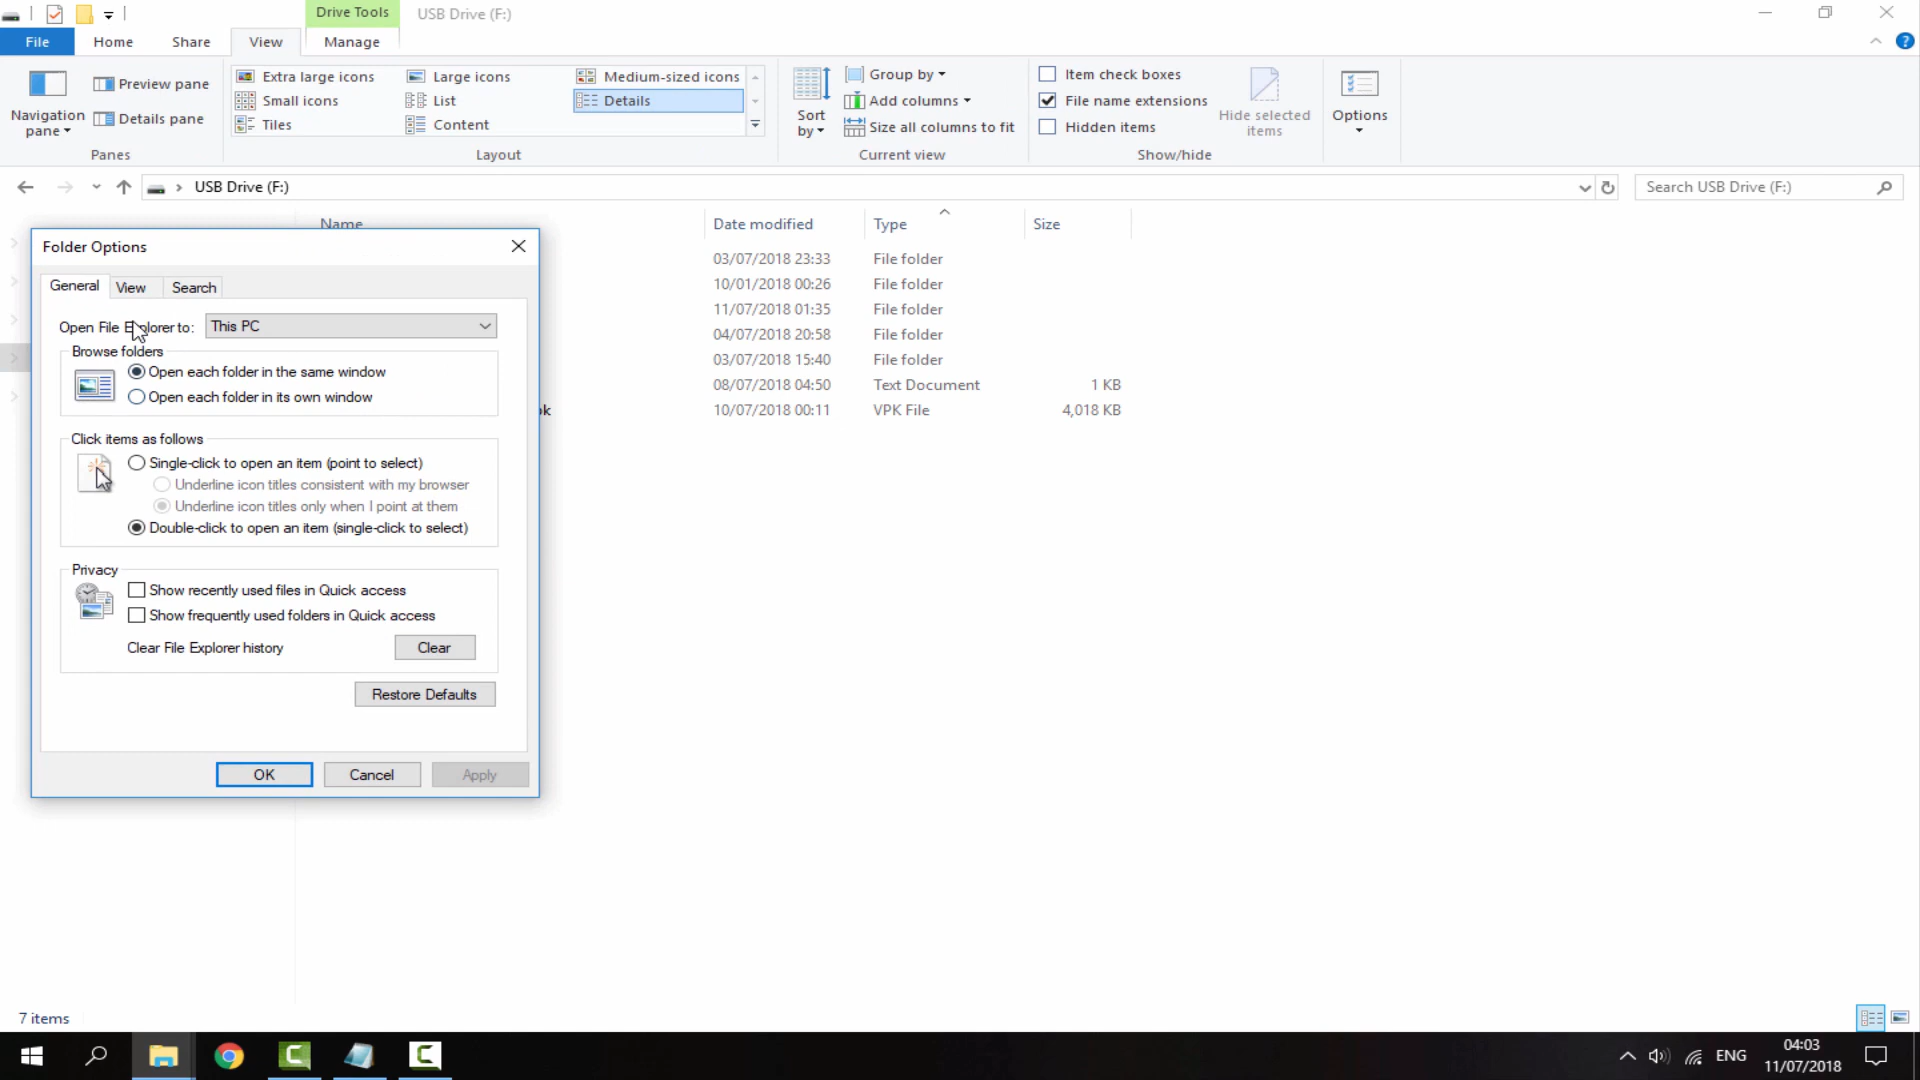 Drive Tools
USB Drive (F:)
File
Home
Share
View
Manage
Navigation pane
Preview pane
Details pane
Panes
Extra large icons
Large icons
Medium-sized icons
Small icons
List
Details
Tiles
Content
Layout
Sort by
Group by
Add columns
Size all columns to fit
Current view
Item check boxes
File name extensions
Hidden items
Hide selected items
Show/hide
Options
USB Drive (F:)
Search USB Drive (F:)
Name
Date modified
Type
Size
03/07/2018 23:33 File folder
10/01/2018 00:26 File folder
11/07/2018 01:35 File folder
04/07/2018 20:58 File folder
03/07/2018 15:40 File folder
08/07/2018 04:50 Text Document 1 KB
10/07/2018 00:11 VPK File 4,018 KB
Folder Options
General
View
Search
Open File Explorer to:
This PC
Browse folders
Open each folder in the same window
Open each folder in its own window
Click items as follows
Single-click to open an item (point to select)
Underline icon titles consistent with my browser
Underline icon titles only when I point at them
Double-click to open an item (single-click to select)
Privacy
Show recently used files in Quick access
Show frequently used folders in Quick access
Clear File Explorer history
Clear
Restore Defaults
OK
Cancel
Apply
7 items
ENG
04:03
11/07/2018